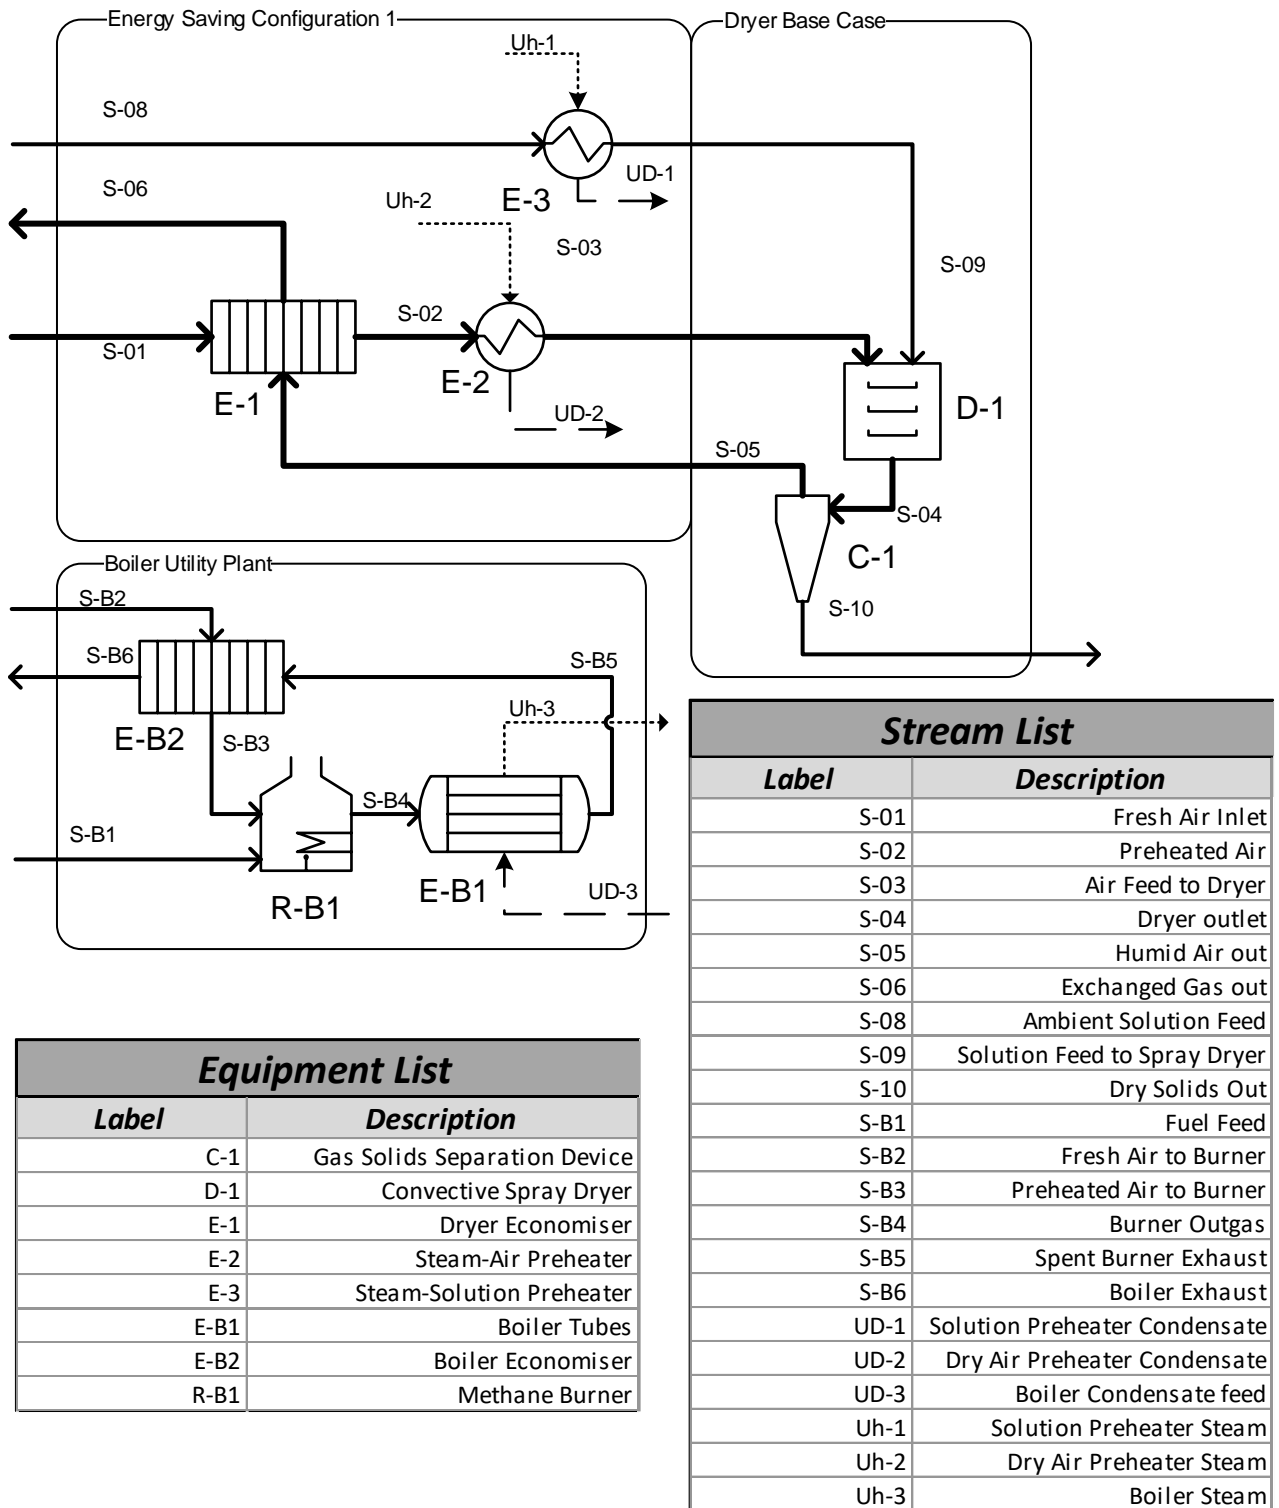 Energy Saving Configuration 1
Dryer Base Case
Uh-1
S-08
UD-1
S-06
Uh-2
E-3
S-03
S-09
S-02
S-01
E-2
E-1
D-1
UD-2
S-05
S-04
C-1
S-10
Boiler Utility Plant
S-B2
S-B6
S-B5
Uh-3
E-B2
S-B3
S-B4
S-B1
E-B1
UD-3
R-B1
Stream List
Label Description
S-01 Fresh Air Inlet
S-02 Preheated Air
S-03 Air Feed to Dryer
S-04 Dryer outlet
S-05 Humid Air out
S-06 Exchanged Gas out
S-08 Ambient Solution Feed
S-09 Solution Feed to Spray Dryer
S-10 Dry Solids Out
S-B1 Fuel Feed
S-B2 Fresh Air to Burner
S-B3 Preheated Air to Burner
S-B4 Burner Outgas
S-B5 Spent Burner Exhaust
S-B6 Boiler Exhaust
UD-1 Solution Preheater Condensate
UD-2 Dry Air Preheater Condensate
UD-3 Boiler Condensate feed
Uh-1 Solution Preheater Steam
Uh-2 Dry Air Preheater Steam
Uh-3 Boiler Steam
Equipment List
Label Description
C-1 Gas Solids Separation Device
D-1 Convective Spray Dryer
E-1 Dryer Economiser
E-2 Steam-Air Preheater
E-3 Steam-Solution Preheater
E-B1 Boiler Tubes
E-B2 Boiler Economiser
R-B1 Methane Burner